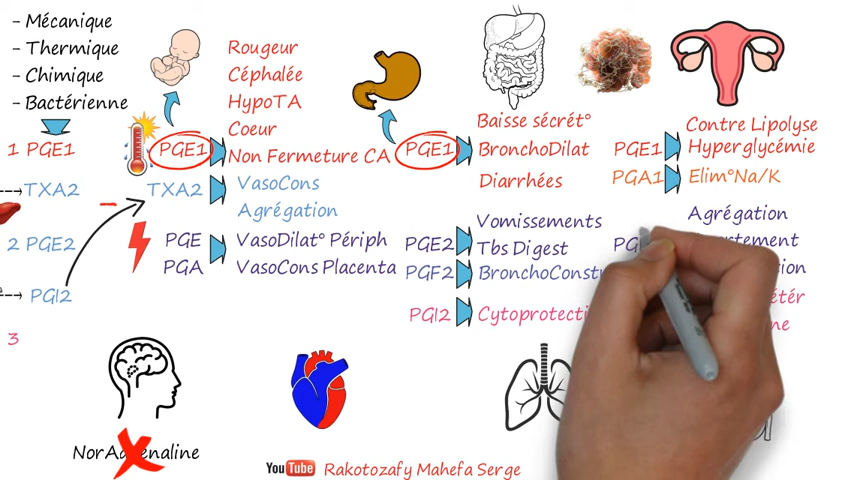 - Mécanique
- Thermique
- Chimique
- Bactérienne
1 PGE1
TXA2
2 PGE2
PGI2
3
PGE1
Rougeur
Céphalée
HypoTA
Coeur
Non Fermeture CA
TXA2
VasoCons
Agrégation
PGE
PGA
VasoDilat° Périph
VasoCons Placenta
PGE1
Baisse sécrét°
BronchoDilat
Diarrhées
PGE2
Vomissements
Tbs Digest
PGF2
PGI2
PGE1
Contre Lipolyse
Hyperglycémie
PGA1
Elim°Na/K
Agrégation
NorAdrenaline
YouTube Rakotozafy Mahefa Serge